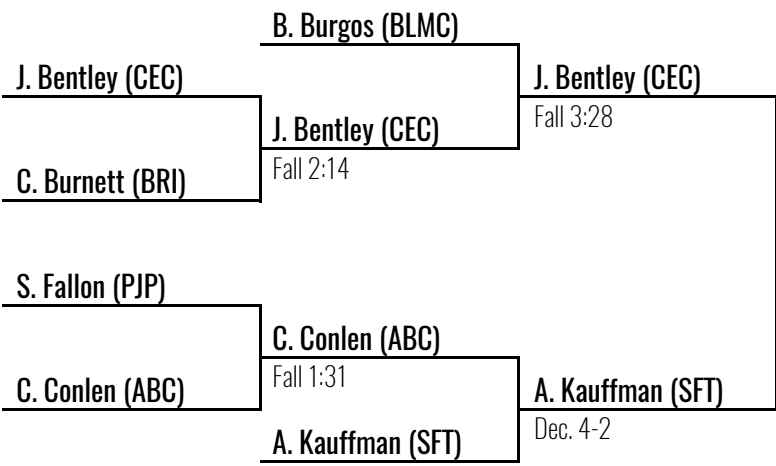 B. Burgos (BLMC)
J. Bentley (CEC)
J. Bentley (CEC)
Fall 3:28
J. Bentley (CEC)
Fall 2:14
C. Burnett (BRI)
S. Fallon (PJP)
C. Conlen (ABC)
Fall 1:31
C. Conlen (ABC)
A. Kauffman (SFT)
Dec. 4-2
A. Kauffman (SFT)